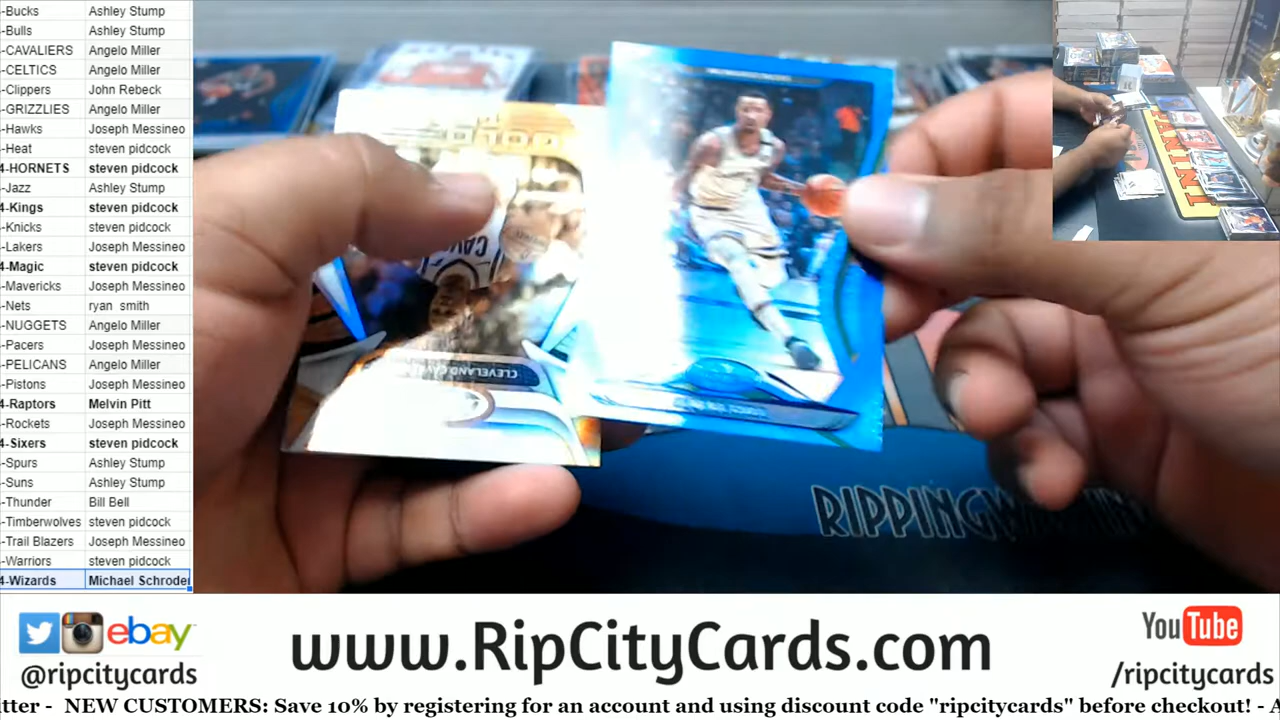 -Bucks Ashley Stump
-Bulls Ashley Stump
-CAVALIERS Angelo Miller
-CELTICS Angelo Miller
-Clippers John Rebeck
-GRIZZLIES Angelo Miller
-Hawks Joseph Messineo
-Heat steven pidcock
4-HORNETS steven pidcock
-Jazz Ashley Stump
4-Kings steven pidcock
-Knicks steven pidcock
-Lakers Joseph Messineo
4-Magic steven pidcock
-Mavericks Joseph Messineo
-Nets ryan smith
-NUGGETS Angelo Miller
-Pacers Joseph Messineo
-PELICANS Angelo Miller
-Pistons Joseph Messineo
4-Raptors Melvin Pitt
-Rockets Joseph Messineo
4-Sixers steven pidcock
-Spurs Ashley Stump
-Suns Ashley Stump
-Thunder Bill Bell
-Timberwolves steven pidcock
-Trail Blazers Joseph Messineo
-Warriors steven pidcock
4-Wizards Michael Schroder
CAVS
CLEVELAND CAVA
PANINI
ebay
@ripcitycards
www.RipCityCards.com
YouTube
/ripcitycards
tter - NEW CUSTOMERS: Save 10% by registering for an account and using discount code "ripcitycards" before checkout! - A